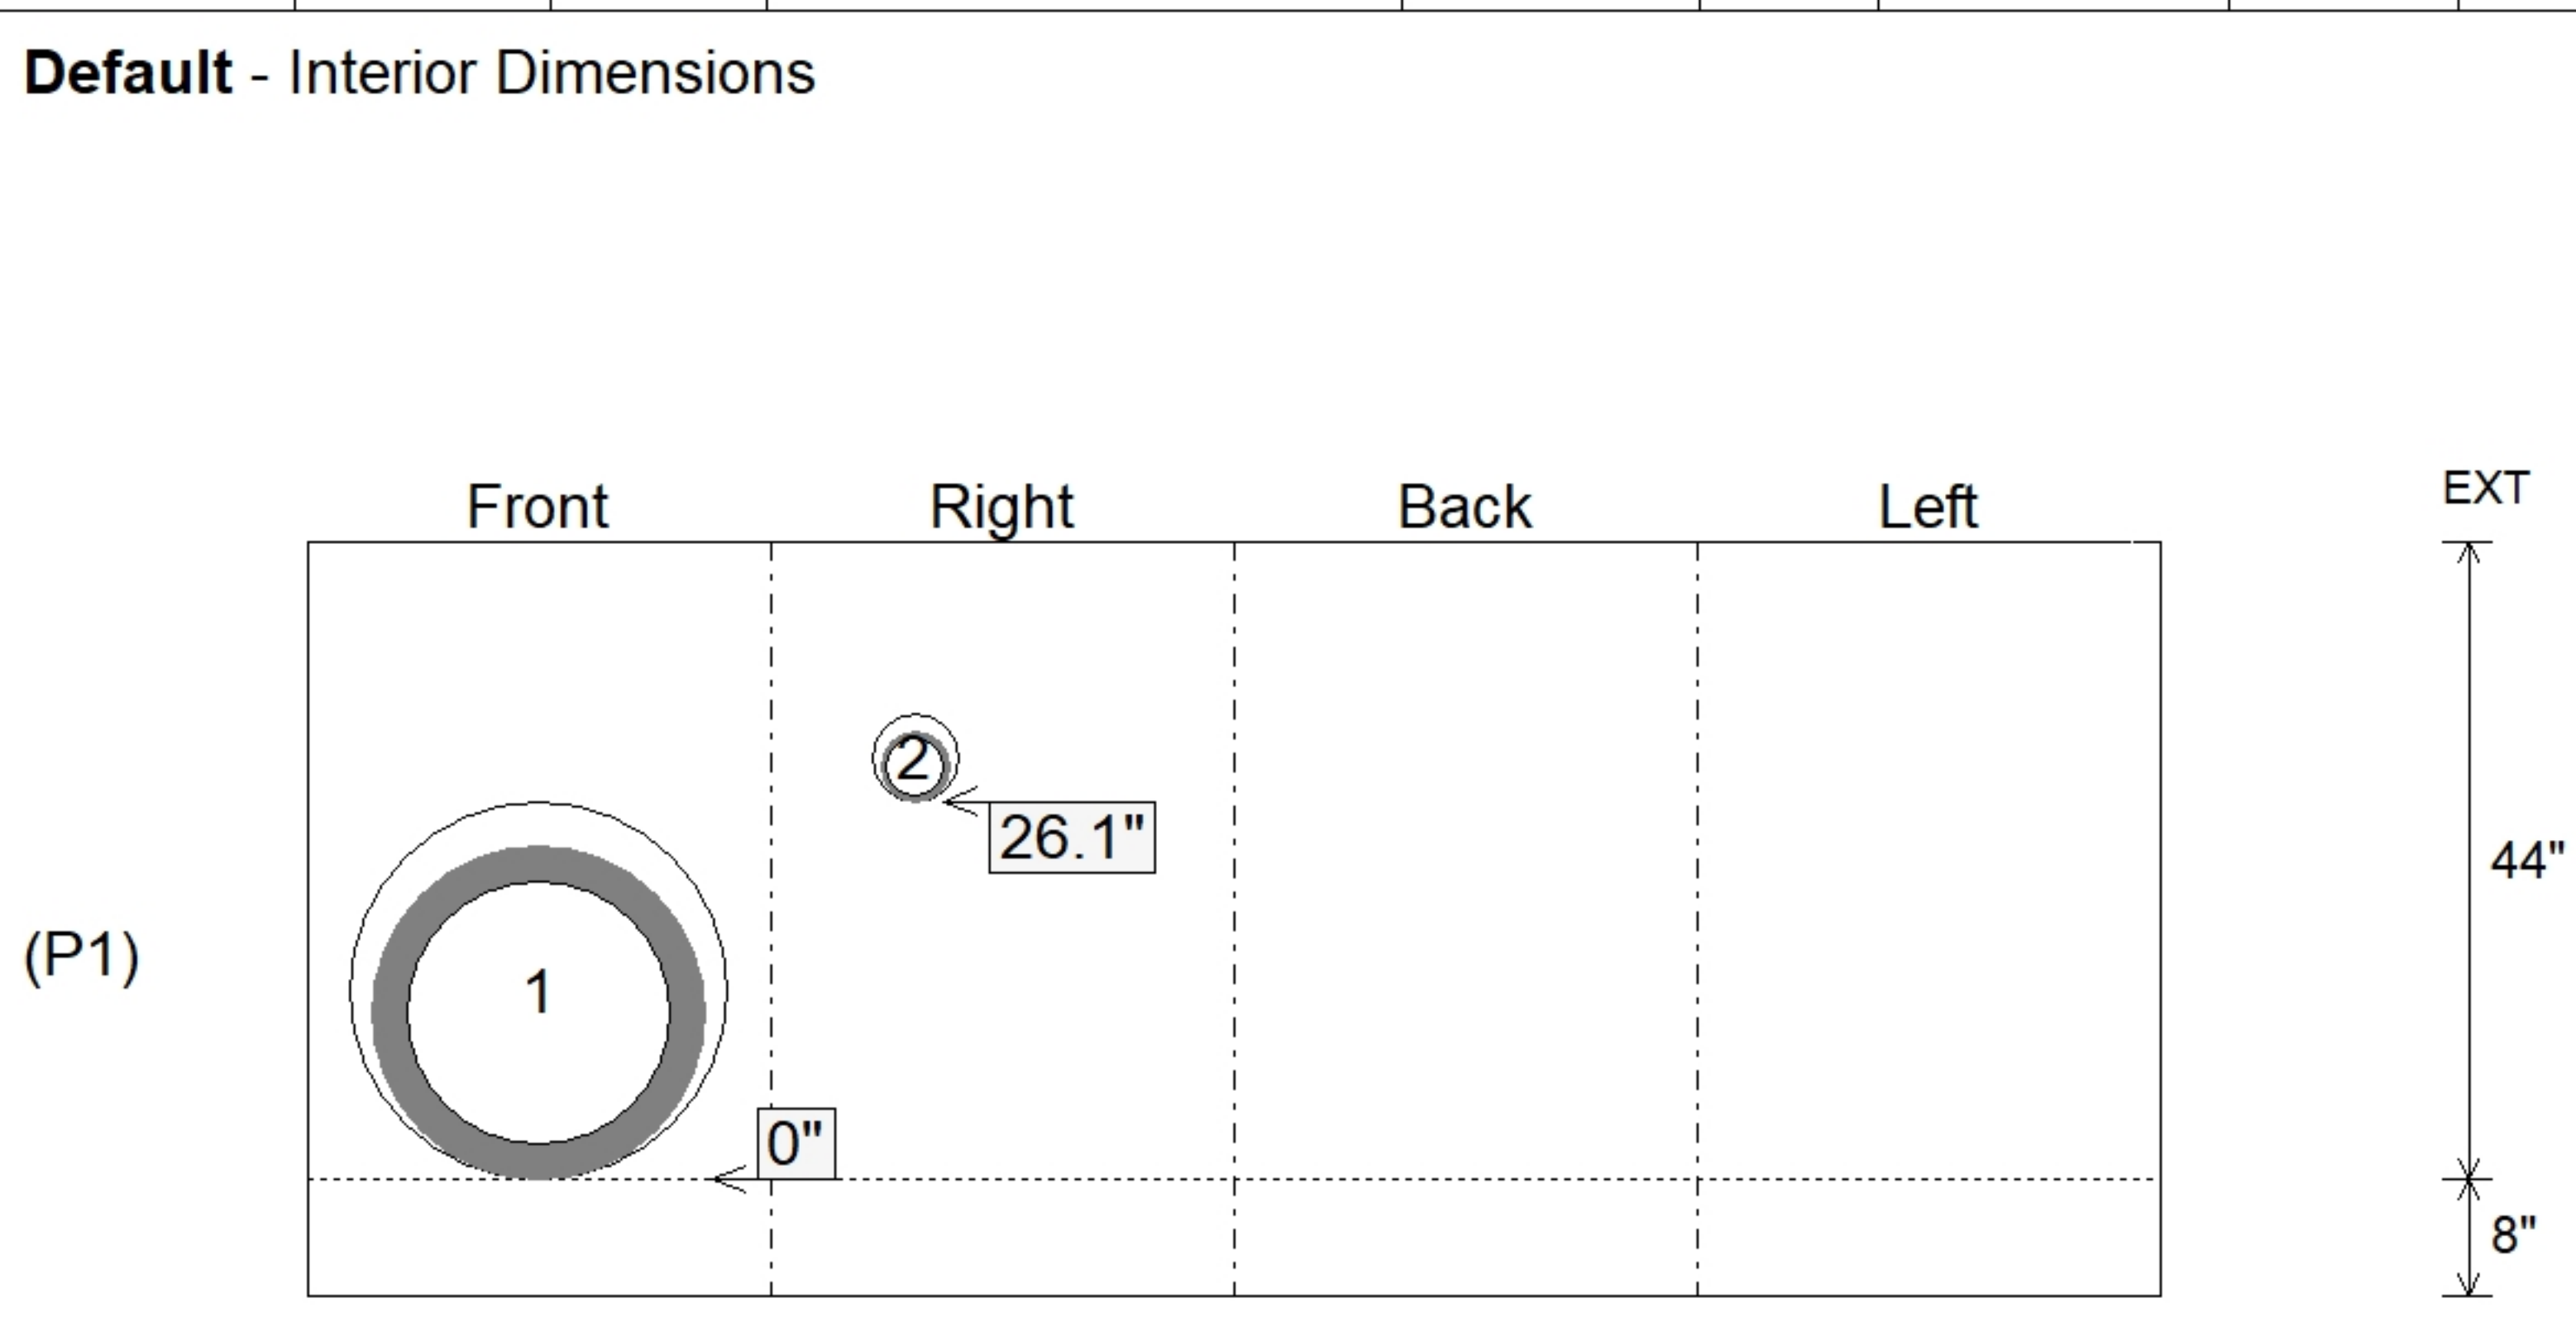 Default - Interior Dimensions
Front Right Back Left EXT
2
26.1"
44"
(P1)
1
0"
8"